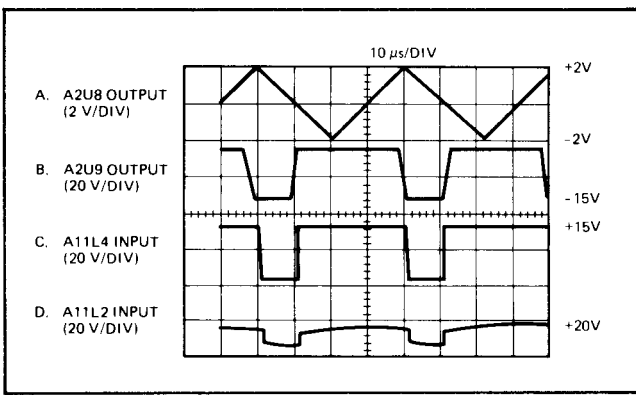 10 µs/DIV
A. A2U8 OUTPUT
(2 V/DIV)
+2V
-2V
B. A2U9 OUTPUT
(20 V/DIV)
-15V
C. A11L4 INPUT
(20 V/DIV)
+15V
D. A11L2 INPUT
(20 V/DIV)
+20V